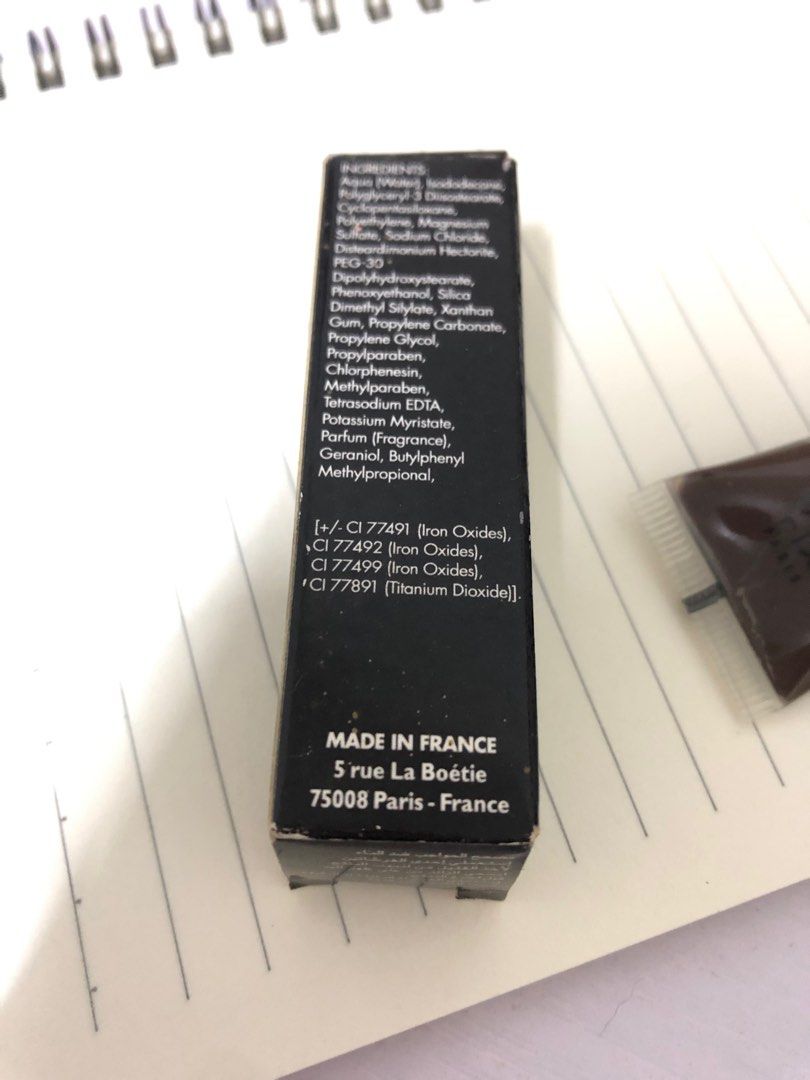 INGREDIENTS:
Aqua (Water), Isododecane,
Polyglyceryl-3 Diisostearate,
Cyclopentasiloxane,
Polyethylene, Magnesium
Sulfate, Sodium Chloride,
Disteardimonium Hectorite,
PEG-30
Dipolyhydroxystearate,
Phenoxyethanol, Silica
Dimethyl Silylate, Xanthan
Gum, Propylene Carbonate,
Propylene Glycol,
Propylparaben,
Chlorphenesin,
Methylparaben,
Tetrasodium EDTA,
Potassium Myristate,
Parfum (Fragrance),
Geraniol, Butylphenyl
Methylpropional,
[+/- CI 77491 (Iron Oxides),
CI 77492 (Iron Oxides),
CI 77499 (Iron Oxides),
CI 77891 (Titanium Dioxide)].
MADE IN FRANCE
5 rue La Boétie
75008 Paris - France